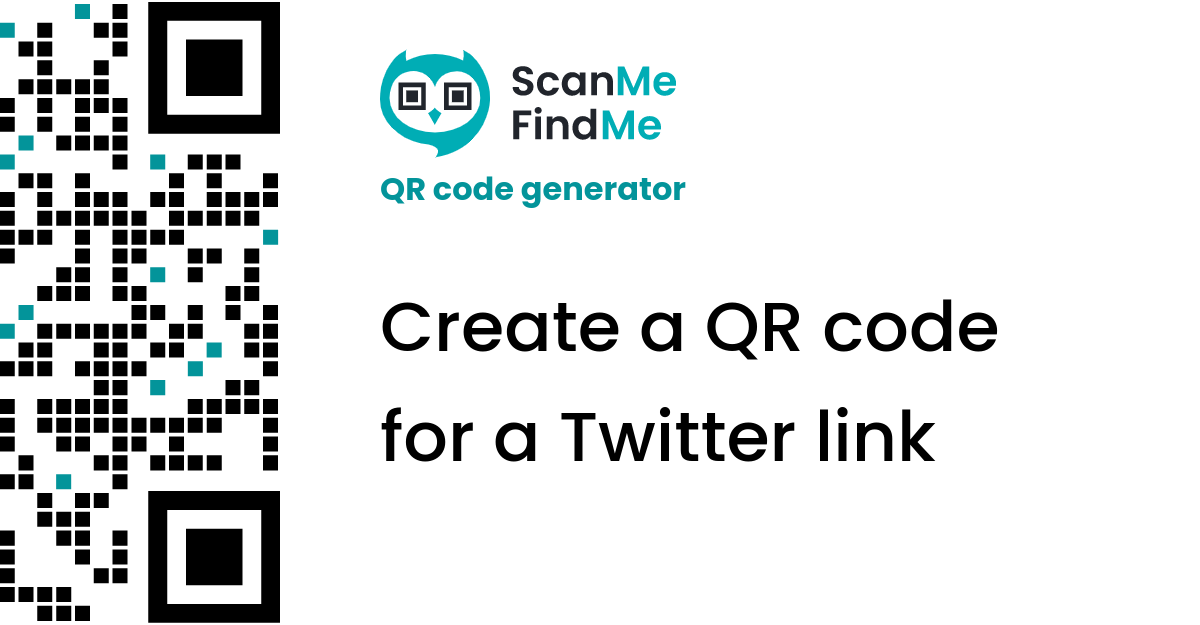 ScanMe
FindMe
QR code generator
Create a QR code
for a Twitter link